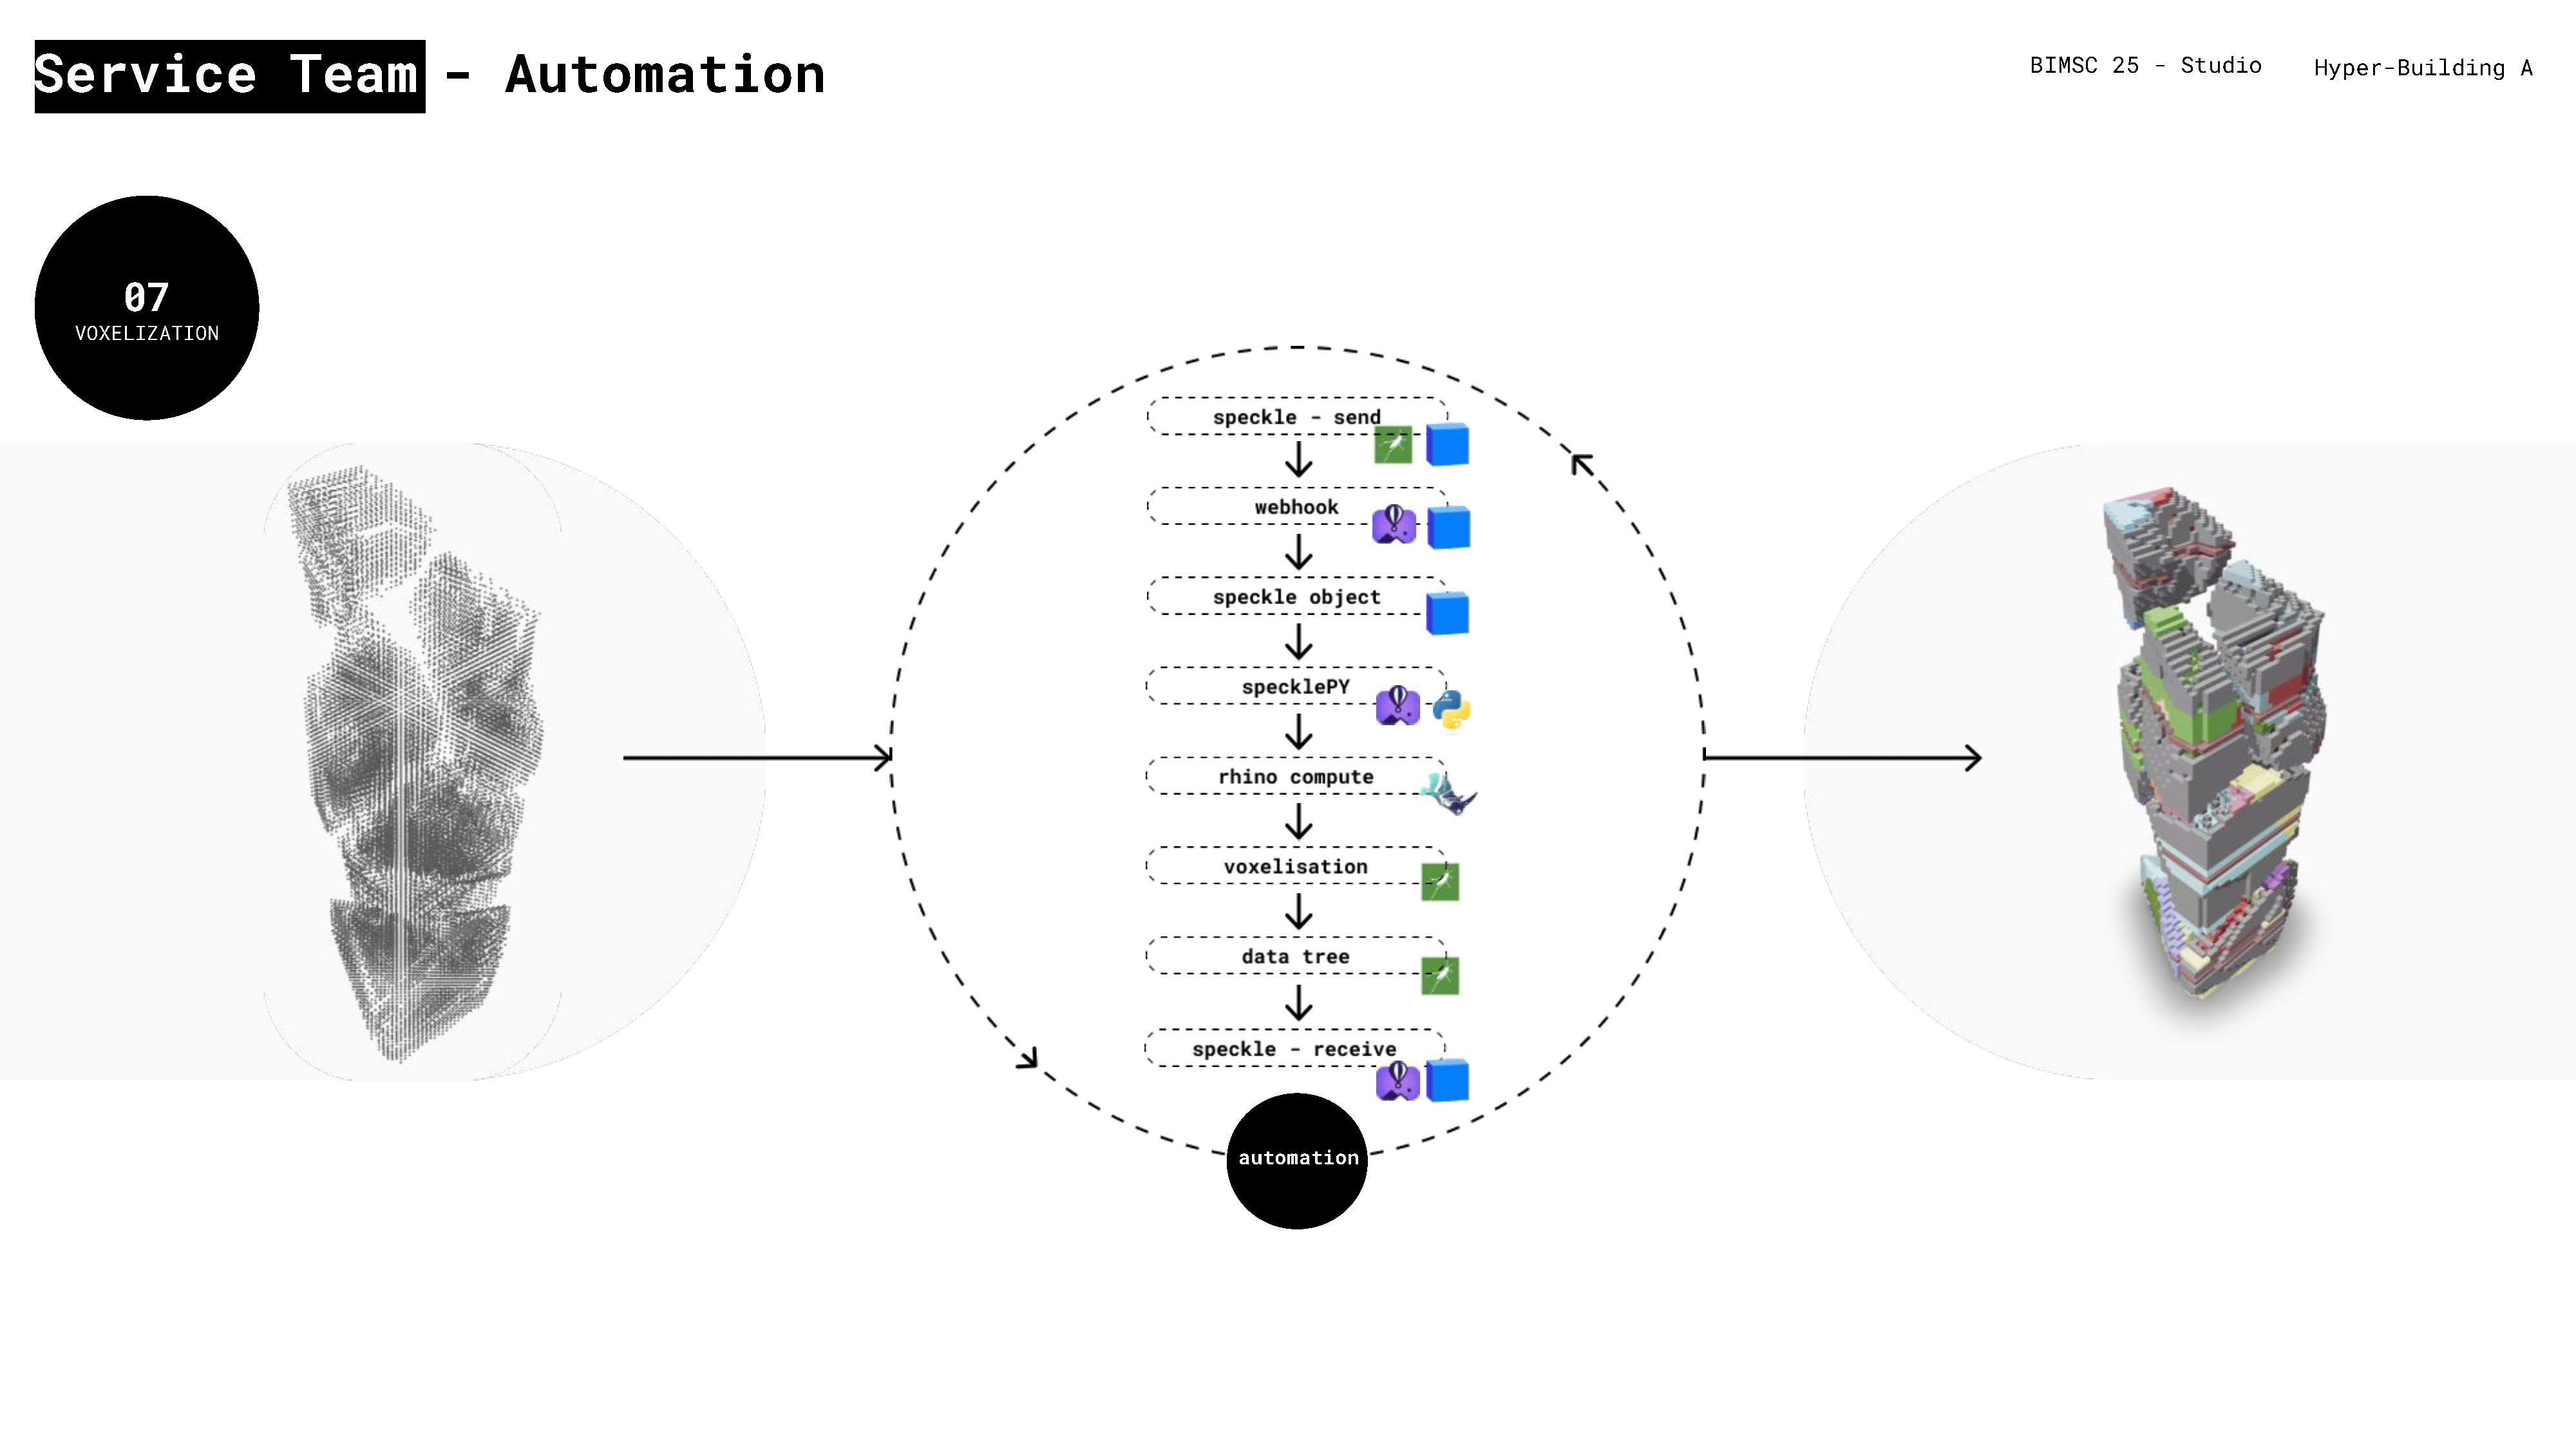 Service Team - Automation
BIMSC 25 - Studio
Hyper-Building A
07
VOXELIZATION
speckle - send
webhook
speckle object
specklePY
rhino compute
voxelisation
data tree
speckle - receive
automation